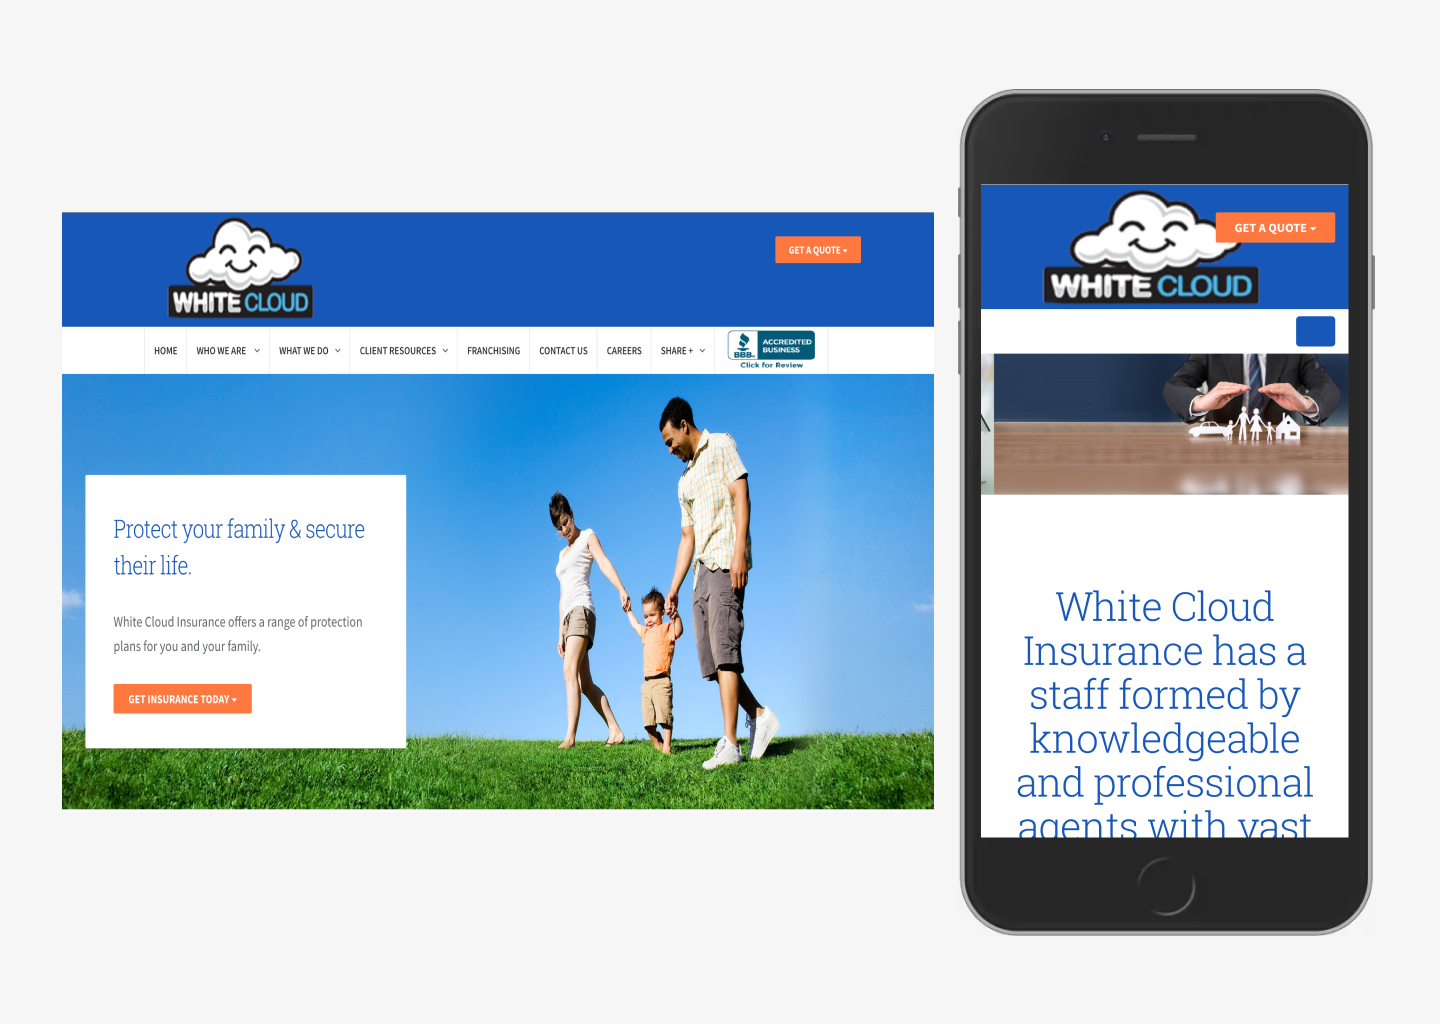 WHITE CLOUD
GET A QUOTE
HOME
WHO WE ARE
WHAT WE DO
CLIENT RESOURCES
FRANCHISING
CONTACT US
CAREERS
SHARE +
BBB
ACCREDITED
BUSINESS
Click for Review
Protect your family & secure
their life.
White Cloud Insurance offers a range of protection
plans for you and your family.
GET INSURANCE TODAY
WHITE CLOUD
GET A QUOTE
White Cloud
Insurance has a
staff formed by
knowledgeable
and professional
agents with vast